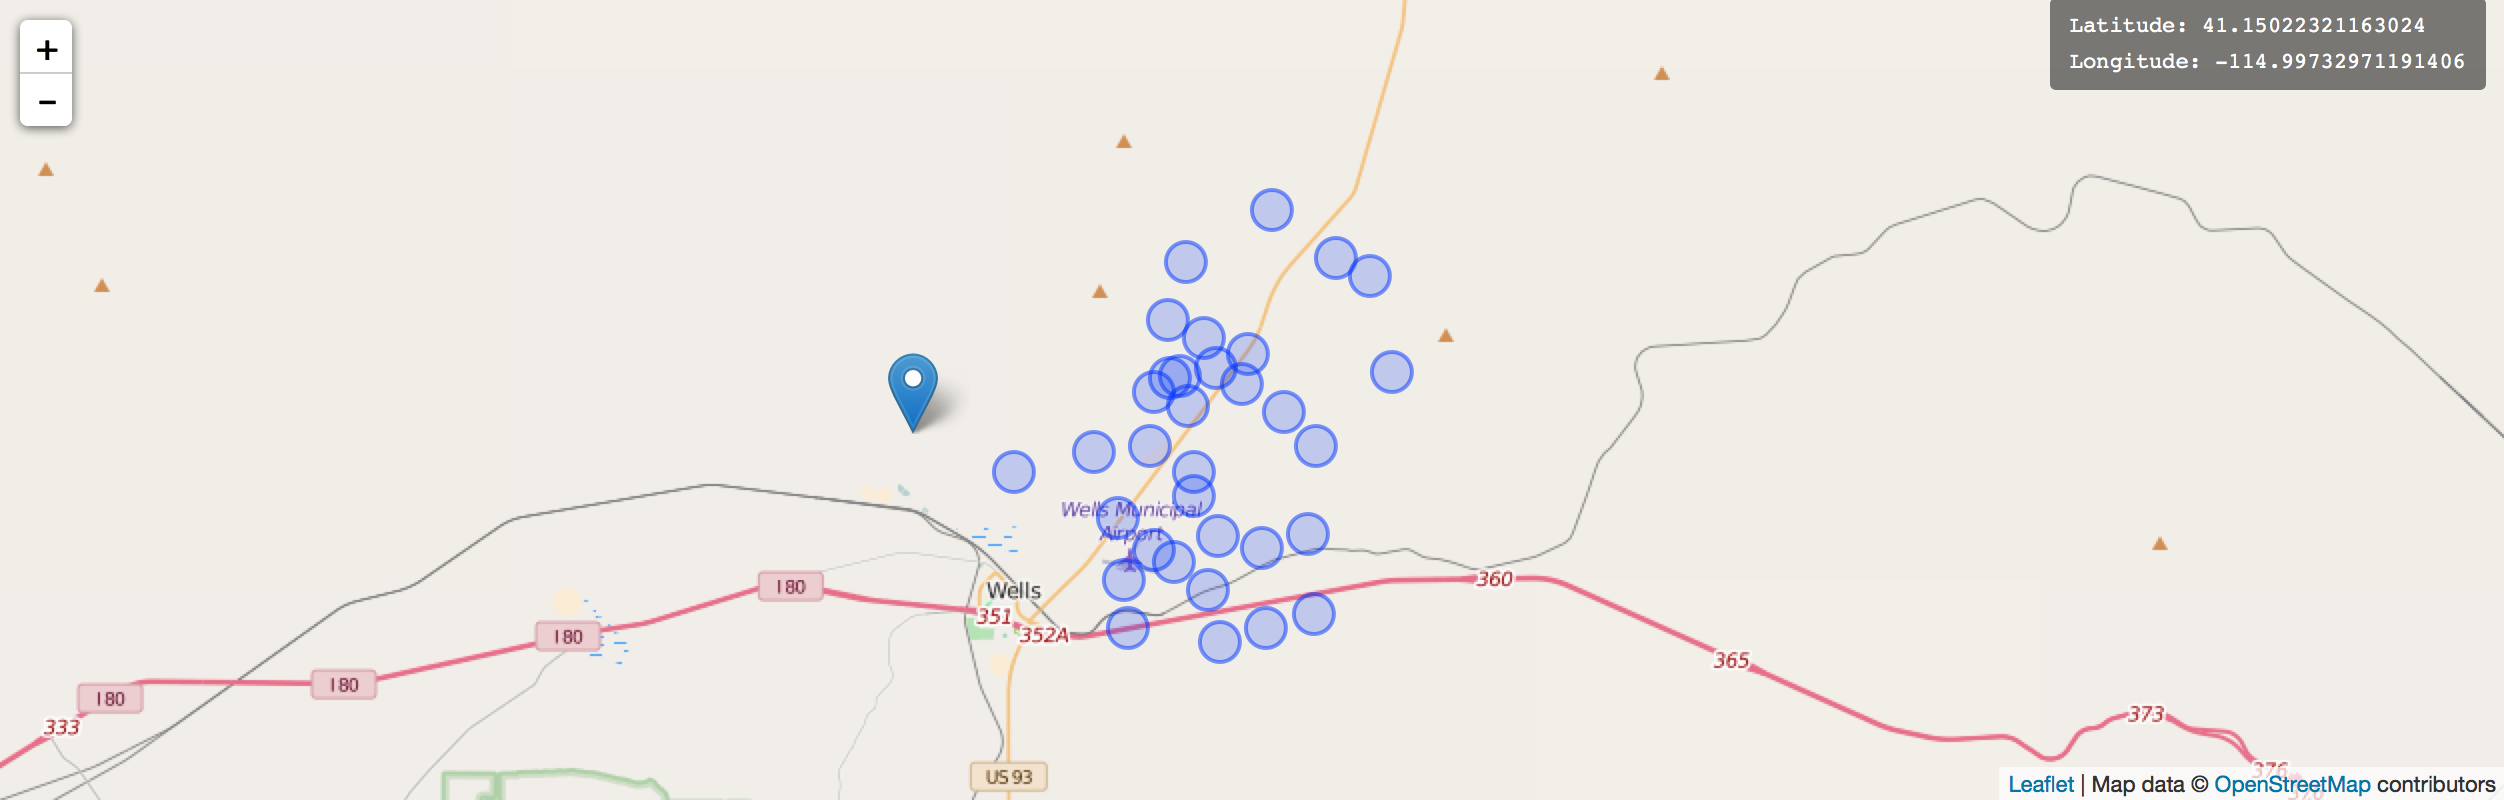 +
−
Latitude: 41.15022321163024
Longitude: -114.99732971191406
Wells Municipal
Airport
Wells
I 80
351
360
I 80
352A
365
I 80
I 80
333
373
US 93
376
Leaflet | Map data © OpenStreetMap contributors